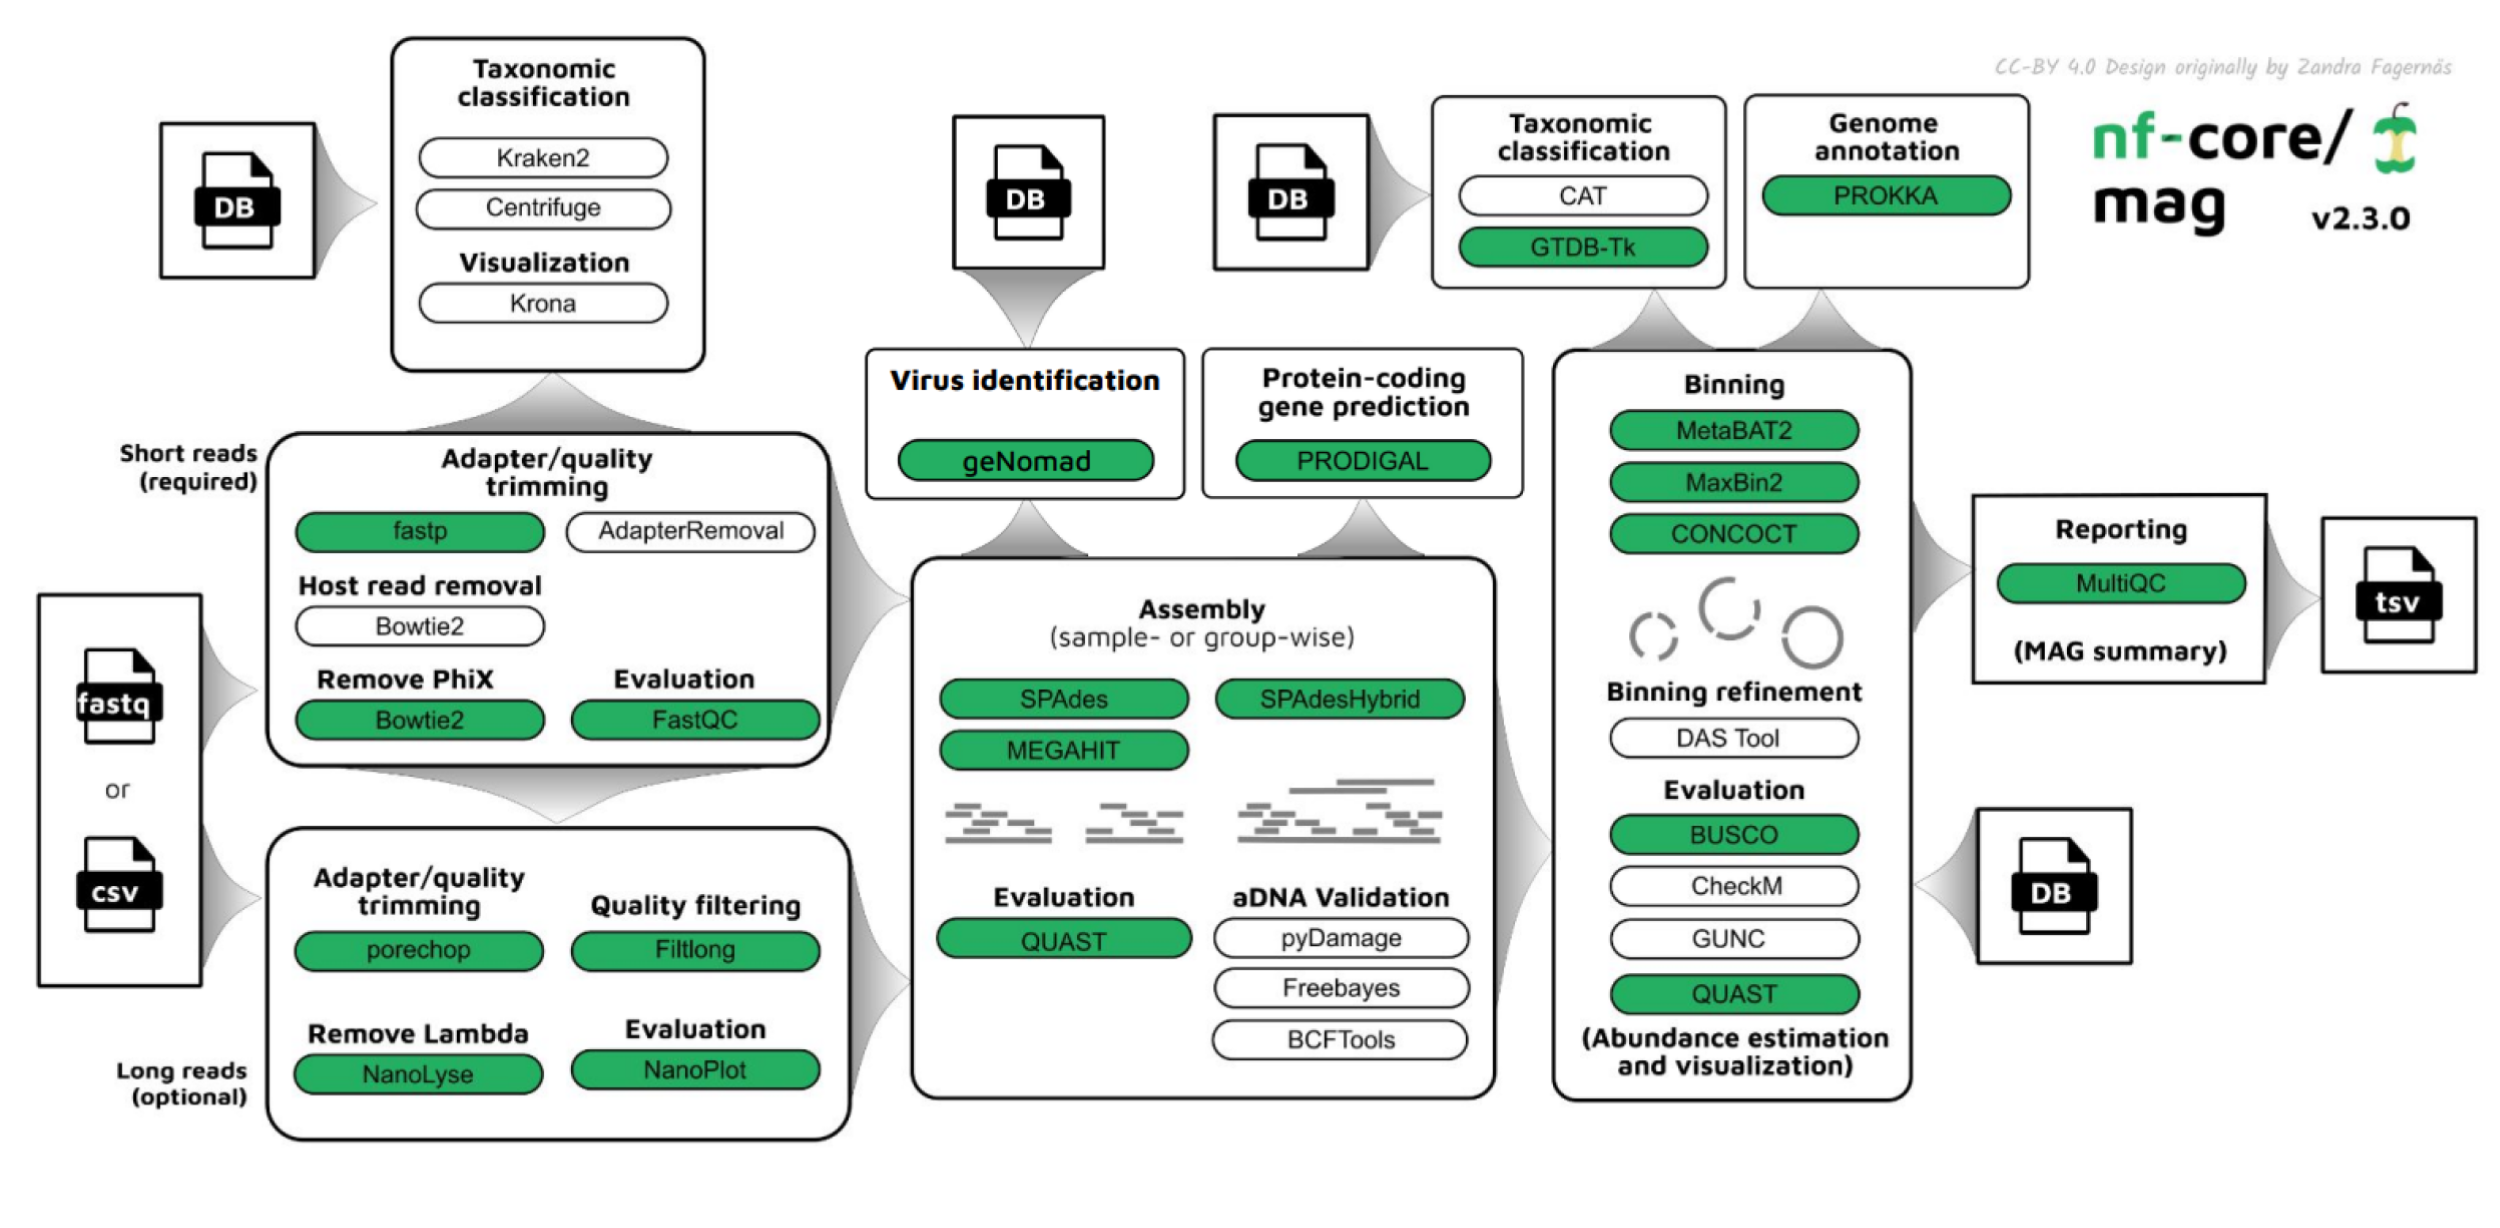 CC-BY 4.0 Design originally by Zandra Fagernäs
nf-core/
mag
v2.3.0
DB
Taxonomic
classification
Kraken2
Centrifuge
Visualization
Krona
Short reads
(required)
Adapter/quality
trimming
fastp
AdapterRemoval
Host read removal
Bowtie2
Remove PhiX
Bowtie2
Evaluation
FastQC
fastq
or
csv
Adapter/quality
trimming
porechop
Quality filtering
Filtlong
Remove Lambda
NanoLyse
Evaluation
NanoPlot
Long reads
(optional)
DB
Virus identification
geNomad
Protein-coding
gene prediction
PRODIGAL
Assembly
(sample- or group-wise)
SPAdes
SPAdesHybrid
MEGAHIT
Evaluation
QUAST
aDNA Validation
pyDamage
Freebayes
BCFTools
DB
Taxonomic
classification
CAT
GTDB-Tk
Genome
annotation
PROKKA
Binning
MetaBAT2
MaxBin2
CONCOCT
Binning refinement
DAS Tool
Evaluation
BUSCO
CheckM
GUNC
QUAST
(Abundance estimation
and visualization)
DB
Reporting
MultiQC
(MAG summary)
tsv